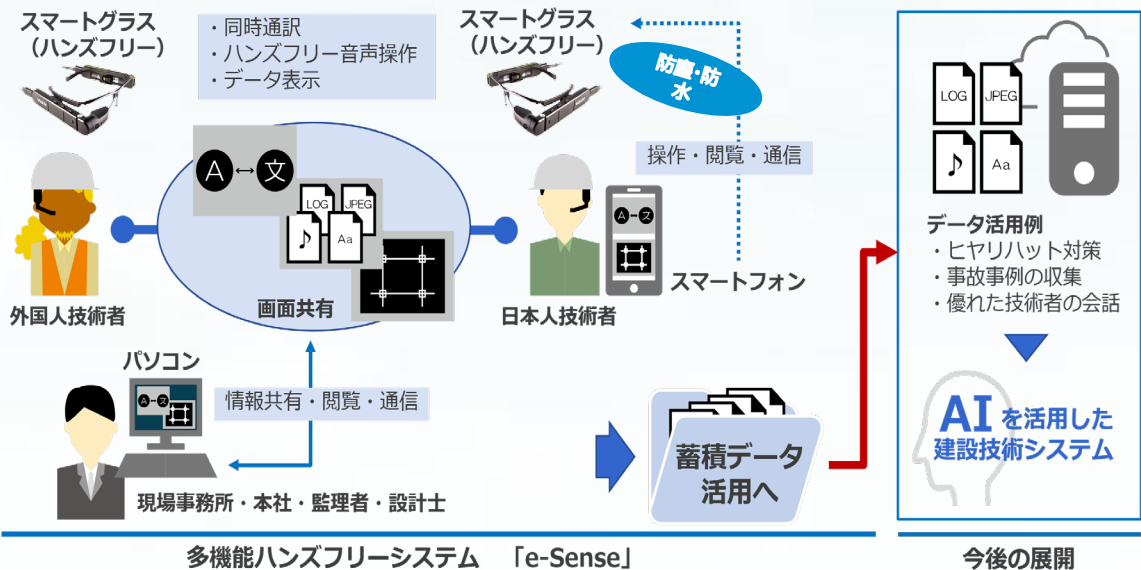 スマートグラス
（ハンズフリー）
・同時通訳
・ハンズフリー音声操作
・データ表示
スマートグラス
（ハンズフリー）
防塵・防
水
操作・閲覧・通信
A↔文
LOG
JPEG
♪
Aa
画面共有
外国人技術者
日本人技術者
A-文
スマートフォン
パソコン
A-文
情報共有・閲覧・通信
現場事務所・本社・監理者・設計士
蓄積データ
活用へ
多機能ハンズフリーシステム　「e-Sense」
LOG
JPEG
♪
Aa
データ活用例
・ヒヤリハット対策
・事故事例の収集
・優れた技術者の会話
AIを活用した
建設技術システム
今後の展開